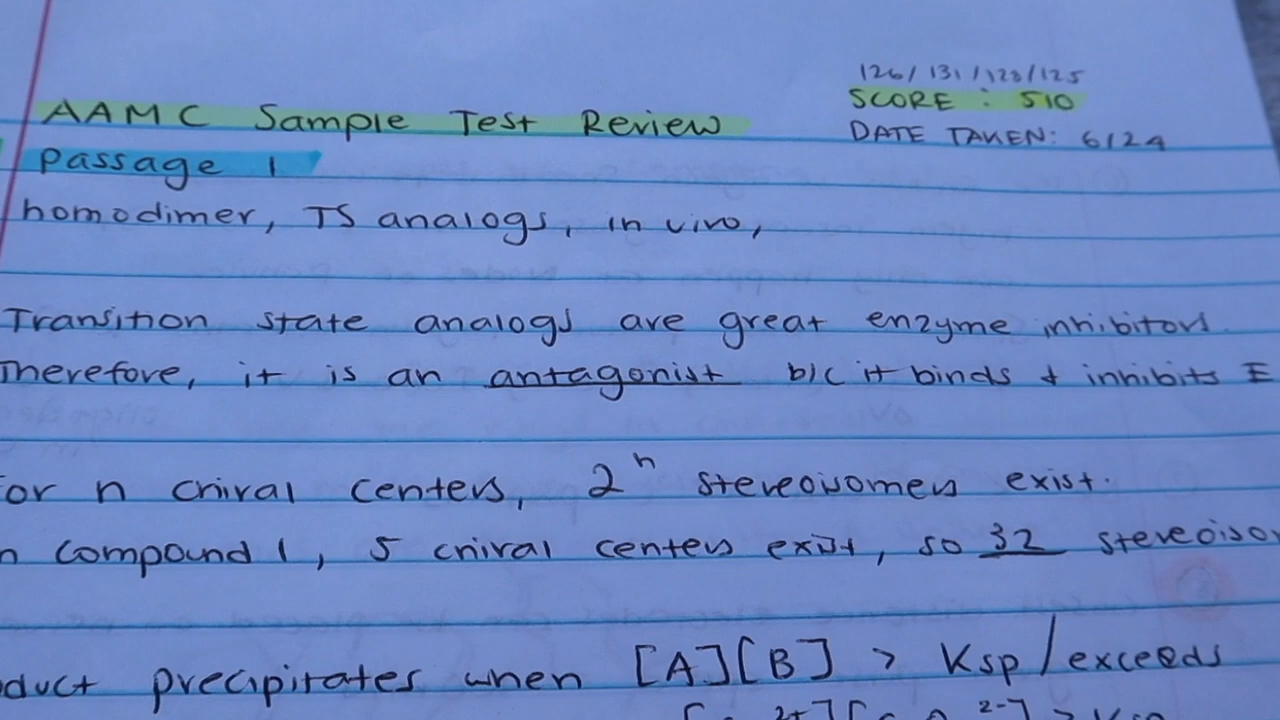 126/131/128/125
AAMC Sample Test Review
SCORE : 510
DATE TAKEN: 6/29
Passage 1
homodimer, TS analogs, in vivo,
Transition state analogs are great enzyme inhibitors.
Therefore, it is an antagonist b/c it binds & inhibits E
or n chiral centers, 2ⁿ stereoisomers exist.
n compound 1, 5 chiral centers exist, so 32 stereoiso
duct precipitates when [A][B] > Ksp/exceeds